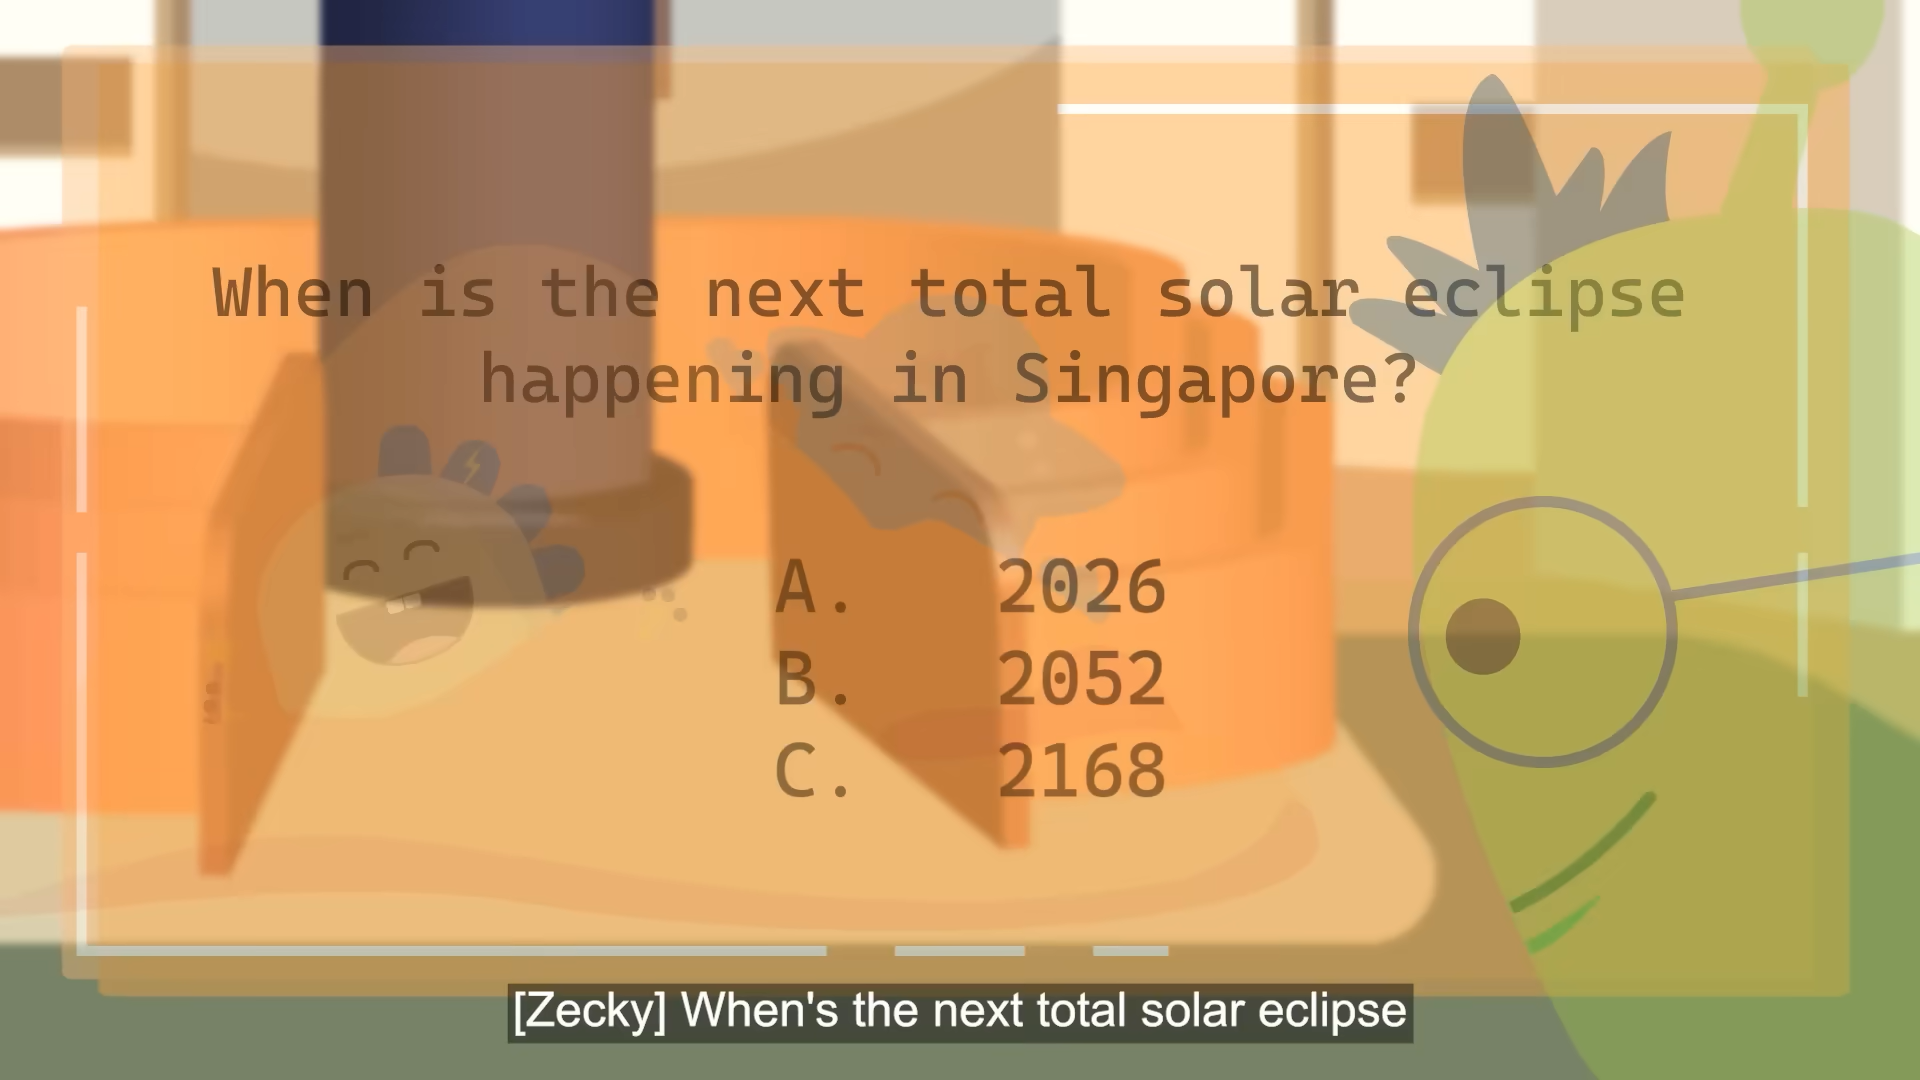 When is the next total solar eclipse
happening in Singapore?
A. 2026
B. 2052
C. 2168
[Zecky] When's the next total solar eclipse